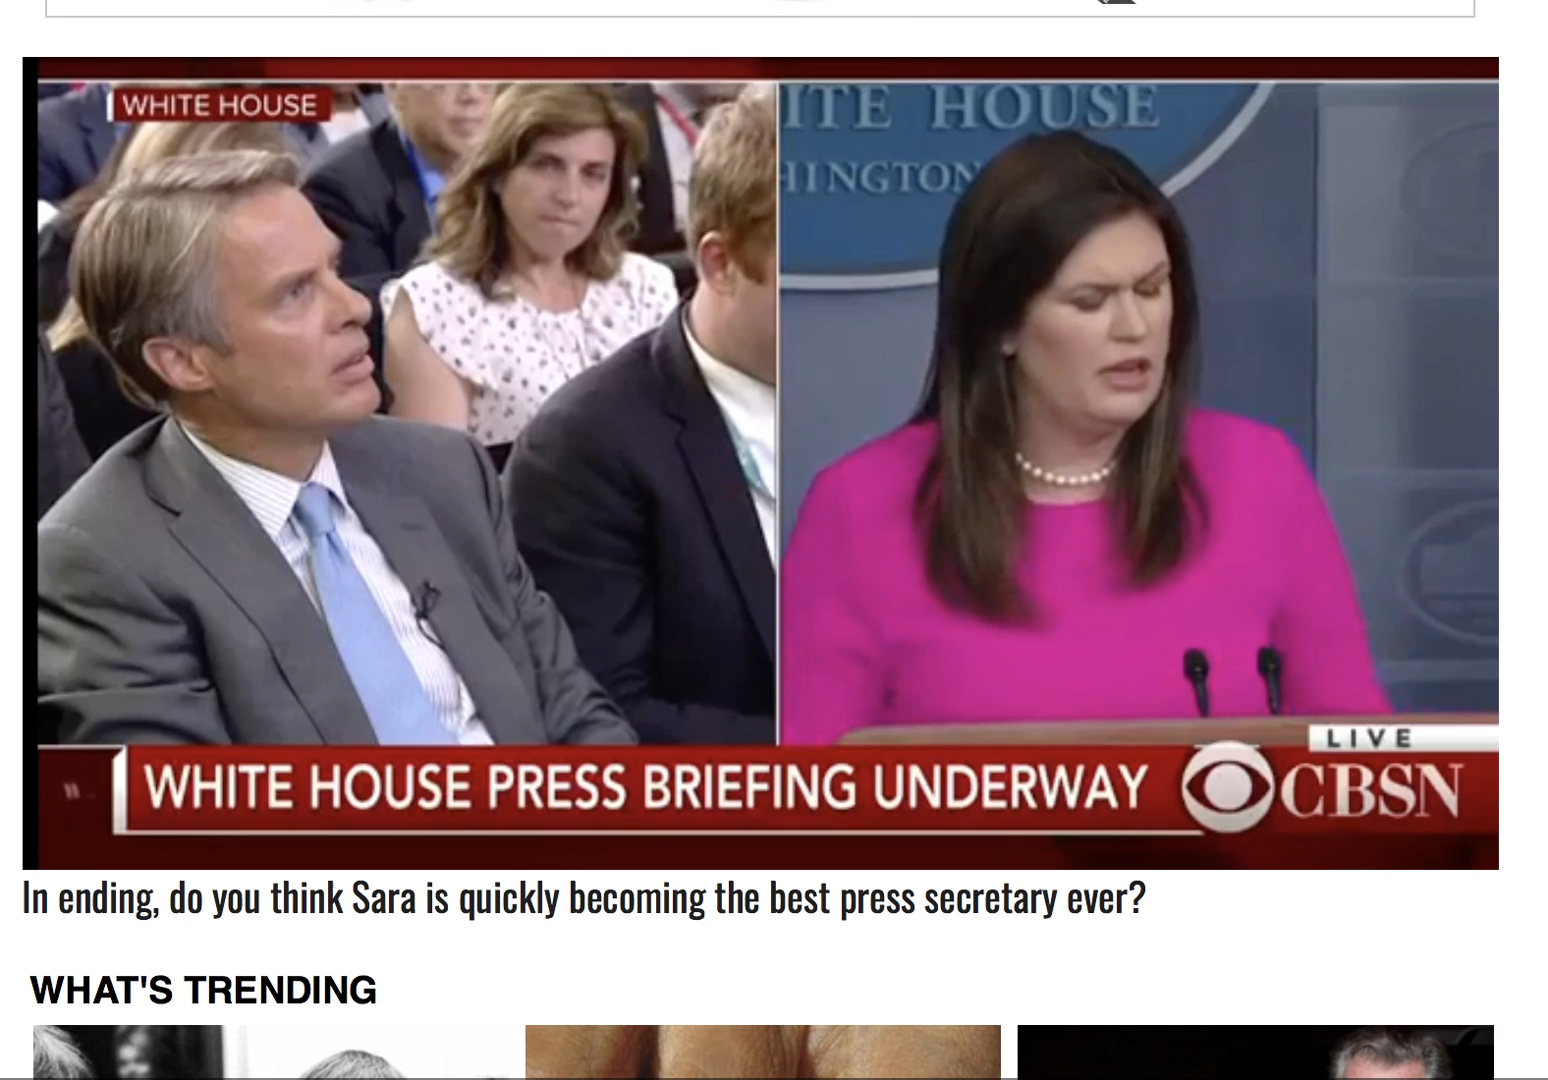 WHITE HOUSE
ITE HOUSE
HINGTON
LIVE
WHITE HOUSE PRESS BRIEFING UNDERWAY
CBSN
In ending, do you think Sara is quickly becoming the best press secretary ever?
WHAT'S TRENDING